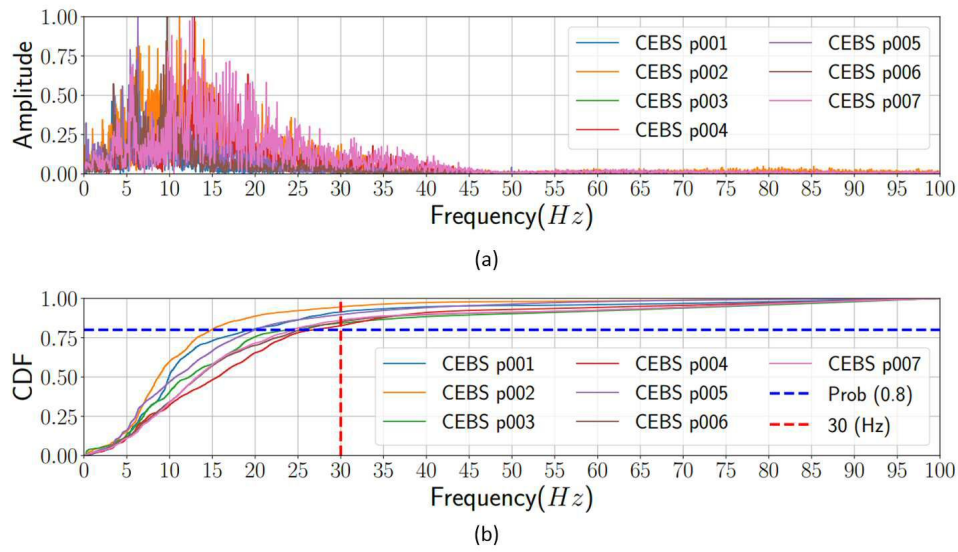 1.00
0.75
0.50
0.25
0.00
Amplitude
CEBS p001
CEBS p002
CEBS p003
CEBS p004
CEBS p005
CEBS p006
CEBS p007
0 5 10 15 20 25 30 35 40 45 50 55 60 65 70 75 80 85 90 95 100
Frequency(Hz)
(a)
1.00
0.75
0.50
0.25
0.00
CDF
CEBS p001
CEBS p002
CEBS p003
CEBS p004
CEBS p005
CEBS p006
CEBS p007
Prob (0.8)
30 (Hz)
0 5 10 15 20 25 30 35 40 45 50 55 60 65 70 75 80 85 90 95 100
Frequency(Hz)
(b)